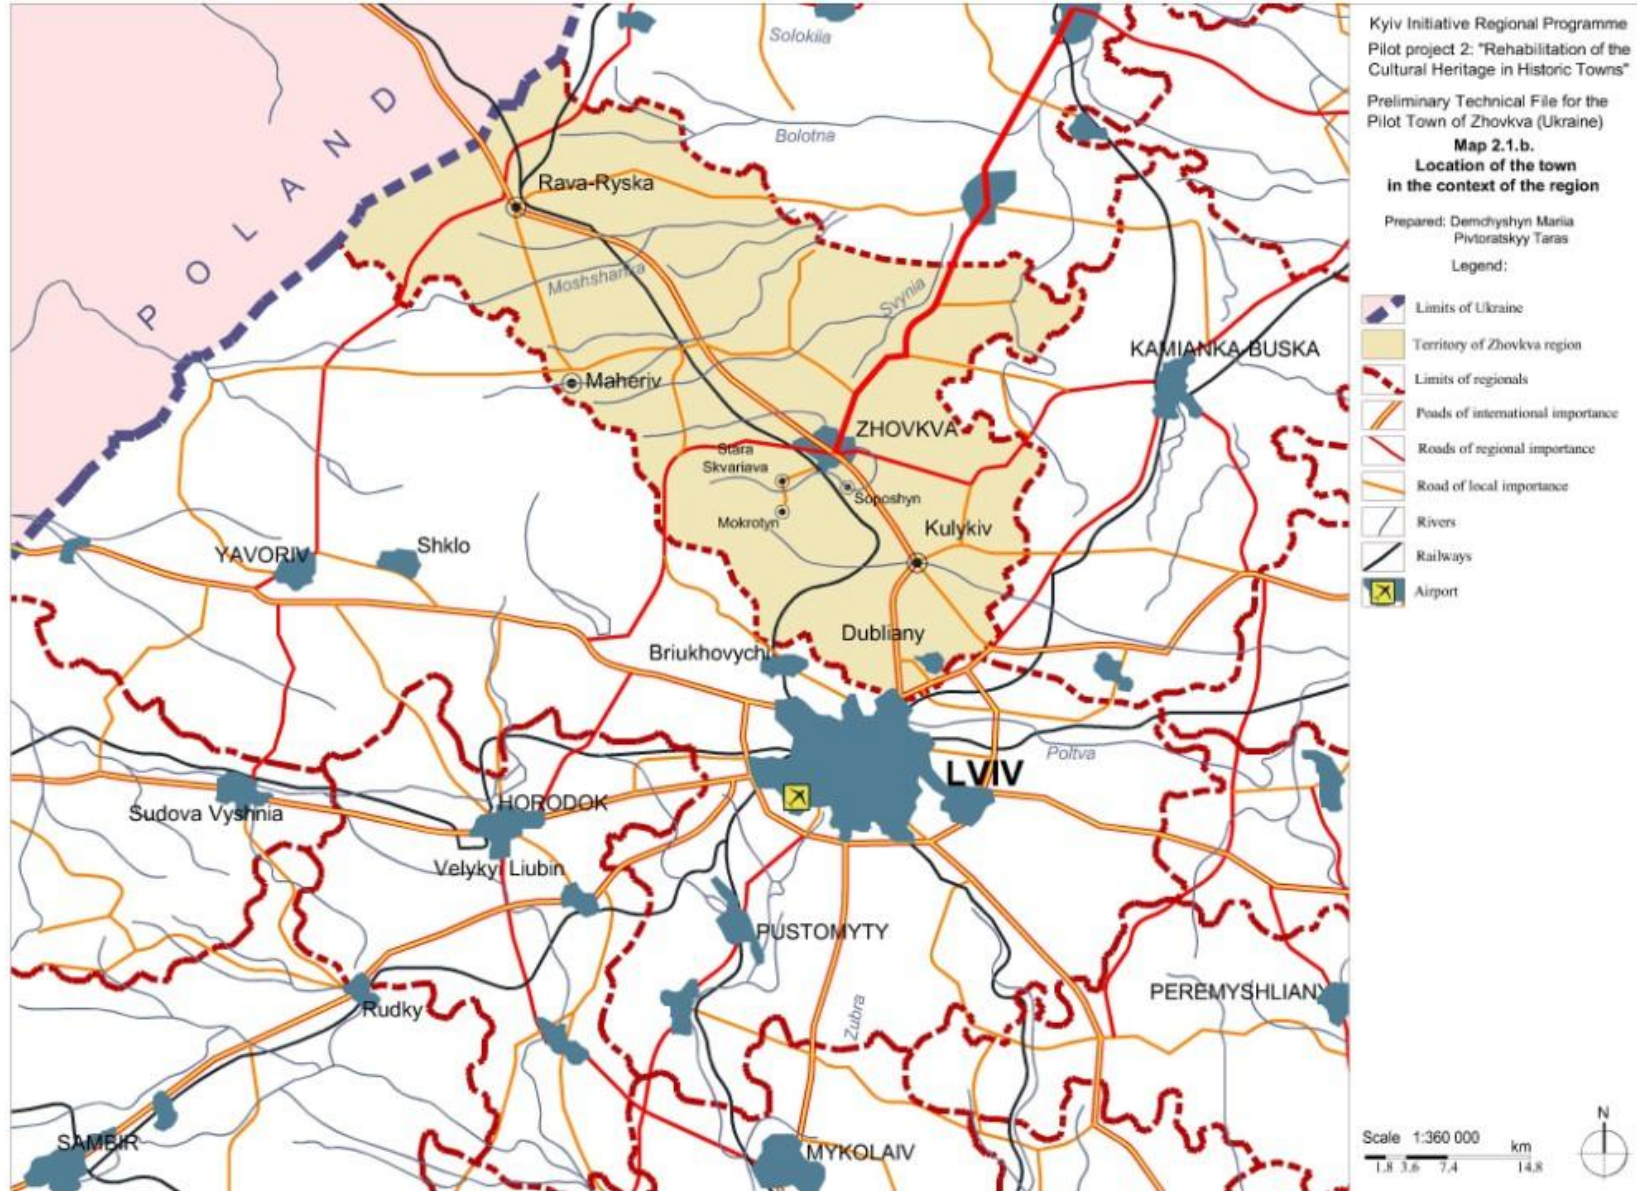 Kyiv Initiative Regional Programme
Pilot project 2: "Rehabilitation of the
Cultural Heritage in Historic Towns"
Preliminary Technical File for the
Pilot Town of Zhovkva (Ukraine)
Map 2.1.b.
Location of the town
in the context of the region
Prepared: Demchyshyn Mariia
Pivtoratskyy Taras
Legend:
Limits of Ukraine
Territory of Zhovkva region
Limits of regionals
Poads of international importance
Roads of regional importance
Road of local importance
Rivers
Railways
Airport
Scale 1:360 000
km
1.8 3.6 7.4 14.8
N
POLAND
Solokiia
Bolotna
Rava-Ryska
Moshshanka
Svynia
KAMIANKA-BUSKA
Maheriv
ZHOVKVA
Stara
Skvariava
Soposhyn
Mokrotyn
Kulykiv
YAVORIV
Shklo
Dubliany
Briukhovychi
Poltva
LVIV
HORODOK
Sudova Vyshnia
Velykyi Liubin
PUSTOMYTY
PEREMYSHLIANY
Rudky
Zubra
SAMBIR
MYKOLAIV